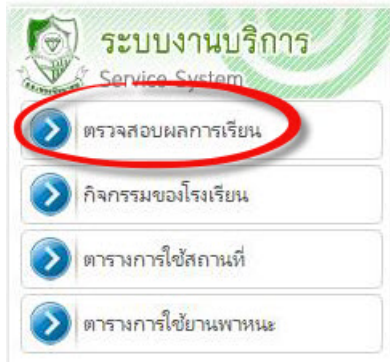 ระบบงานบริการ
Service System
ตรวจสอบผลการเรียน
กิจกรรมของโรงเรียน
ตารางการใช้สถานที่
ตารางการใช้ยานพาหนะ